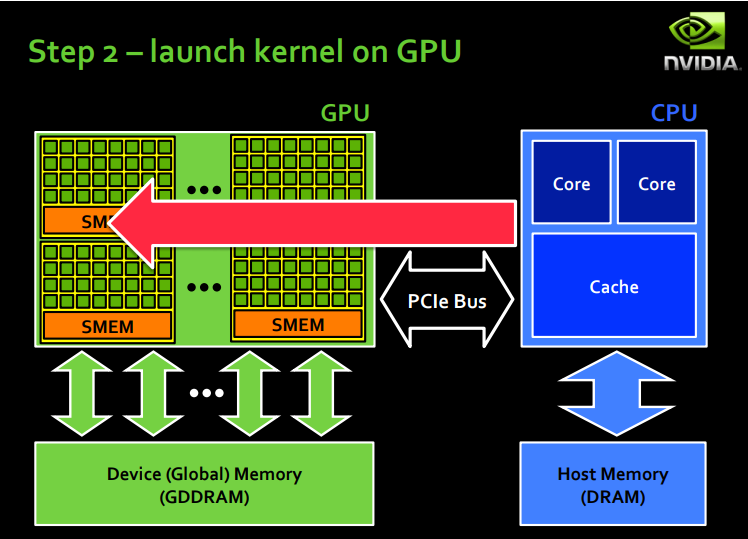 Step 2 – launch kernel on GPU
NVIDIA.
GPU
CPU
Core
Core
SM
Cache
PCIe Bus
SMEM
SMEM
Device (Global) Memory
(GDDRAM)
Host Memory
(DRAM)